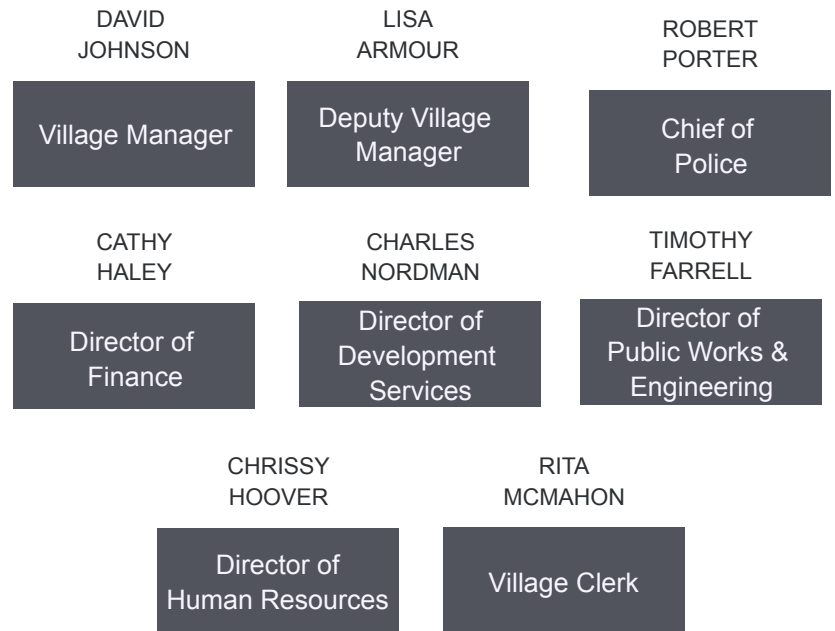 DAVID
JOHNSON
Village Manager
LISA
ARMOUR
Deputy Village
Manager
ROBERT
PORTER
Chief of
Police
CATHY
HALEY
Director of
Finance
CHARLES
NORDMAN
Director of
Development
Services
TIMOTHY
FARRELL
Director of
Public Works &
Engineering
CHRISSY
HOOVER
Director of
Human Resources
RITA
MCMAHON
Village Clerk